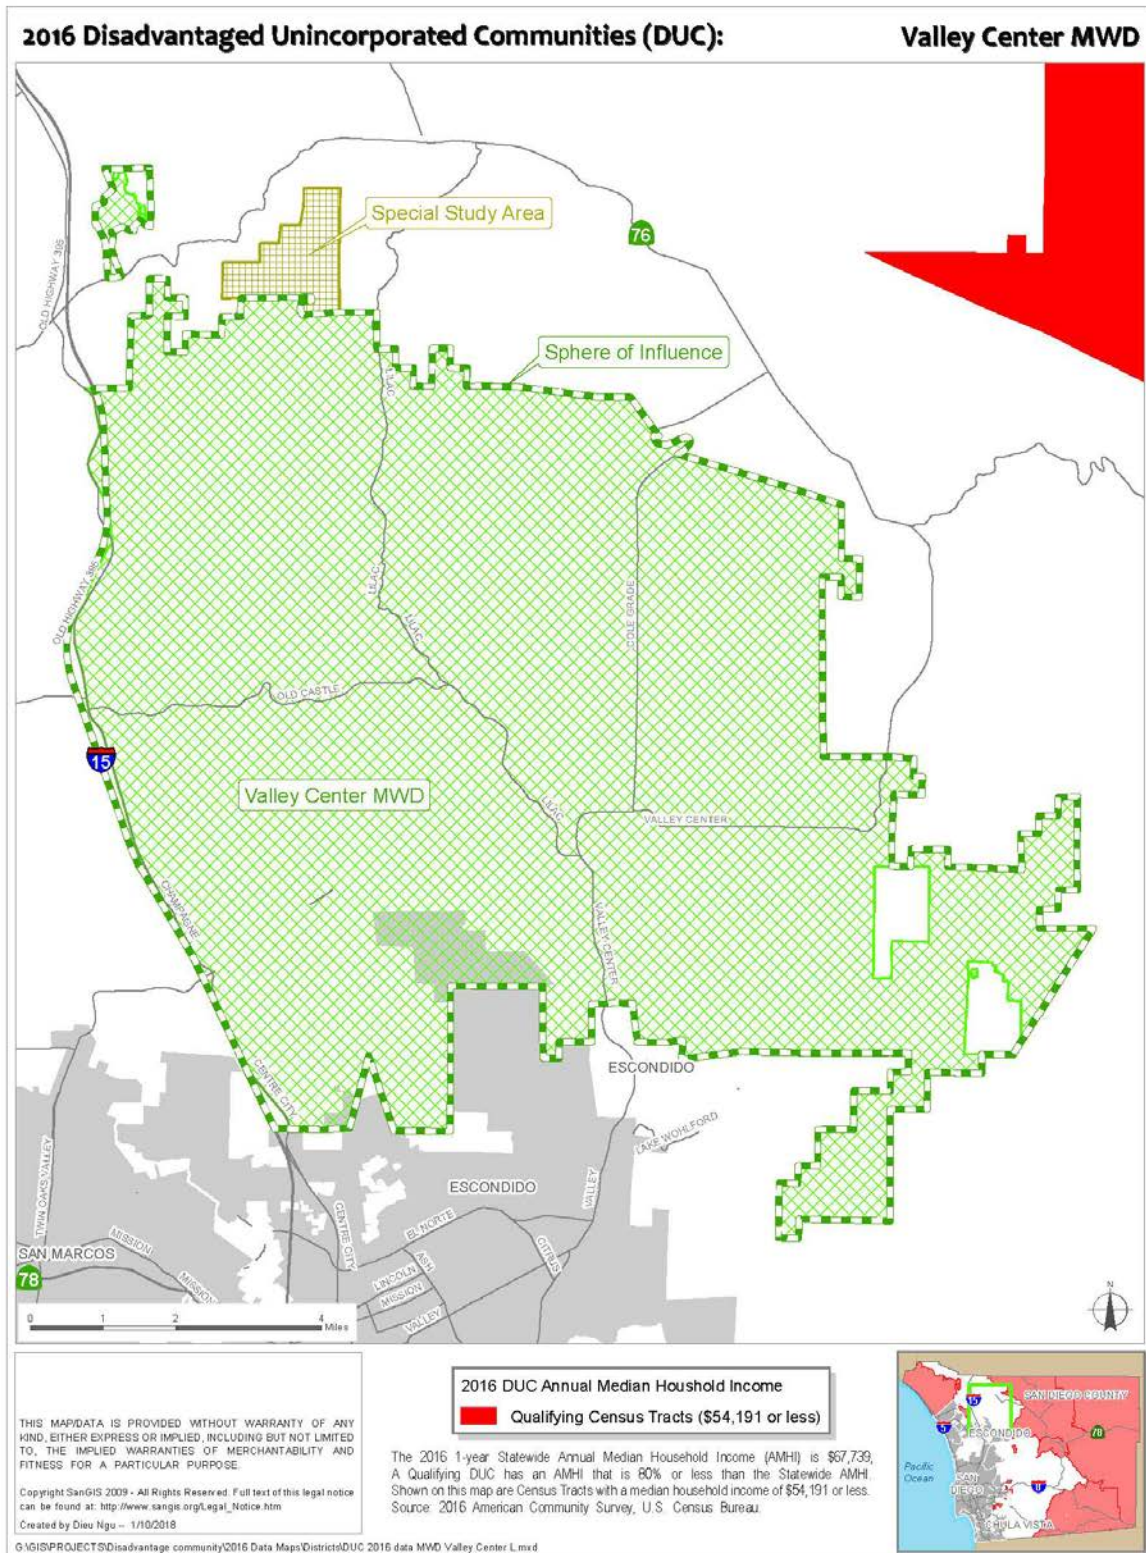 2016 Disadvantaged Unincorporated Communities (DUC): Valley Center MWD
Special Study Area
76
OLD HIGHWAY 395
Sphere of Influence
LILAC
OLD HIGHWAY 395
LILAC
COLE GRADE
LILAC
OLD CASTLE
15
Valley Center MWD
LILAC
VALLEY CENTER
CHAMPAGNE
VALLEY CENTER
ESCONDIDO
CENTRE CITY
LAKE WOHLFORD
TWIN OAKS VALLEY
ESCONDIDO
VALLEY
CENTRE CITY
EL NORTE
MISSION
CITRUS
SAN MARCOS
ASH
LINCOLN
MISSION
MISSION
78
VALLEY
N
0 1 2 4
Miles
THIS MAP/DATA IS PROVIDED WITHOUT WARRANTY OF ANY
KIND, EITHER EXPRESS OR IMPLIED, INCLUDING BUT NOT LIMITED
TO, THE IMPLIED WARRANTIES OF MERCHANTABILITY AND
FITNESS FOR A PARTICULAR PURPOSE.
Copyright SanGIS 2009 - All Rights Reserved. Full text of this legal notice
can be found at: http://www.sangis.org/Legal_Notice.htm
Created by Dieu Ngu -- 1/10/2018
2016 DUC Annual Median Houshold Income
Qualifying Census Tracts ($54,191 or less)
The 2016 1-year Statewide Annual Median Household Income (AMHI) is $67,739,
A Qualifying DUC has an AMHI that is 80% or less than the Statewide AMHI.
Shown on this map are Census Tracts with a median household income of $54,191 or less.
Source: 2016 American Community Survey, U.S. Census Bureau.
15
SAN DIEGO COUNTY
5
ESCONDIDO
78
Pacific
Ocean
SAN
DIEGO
8
CHULA VISTA
G:\GIS\PROJECTS\Disadvantage community\2016 Data Maps\Districts\DUC 2016 data MWD Valley Center L.mxd